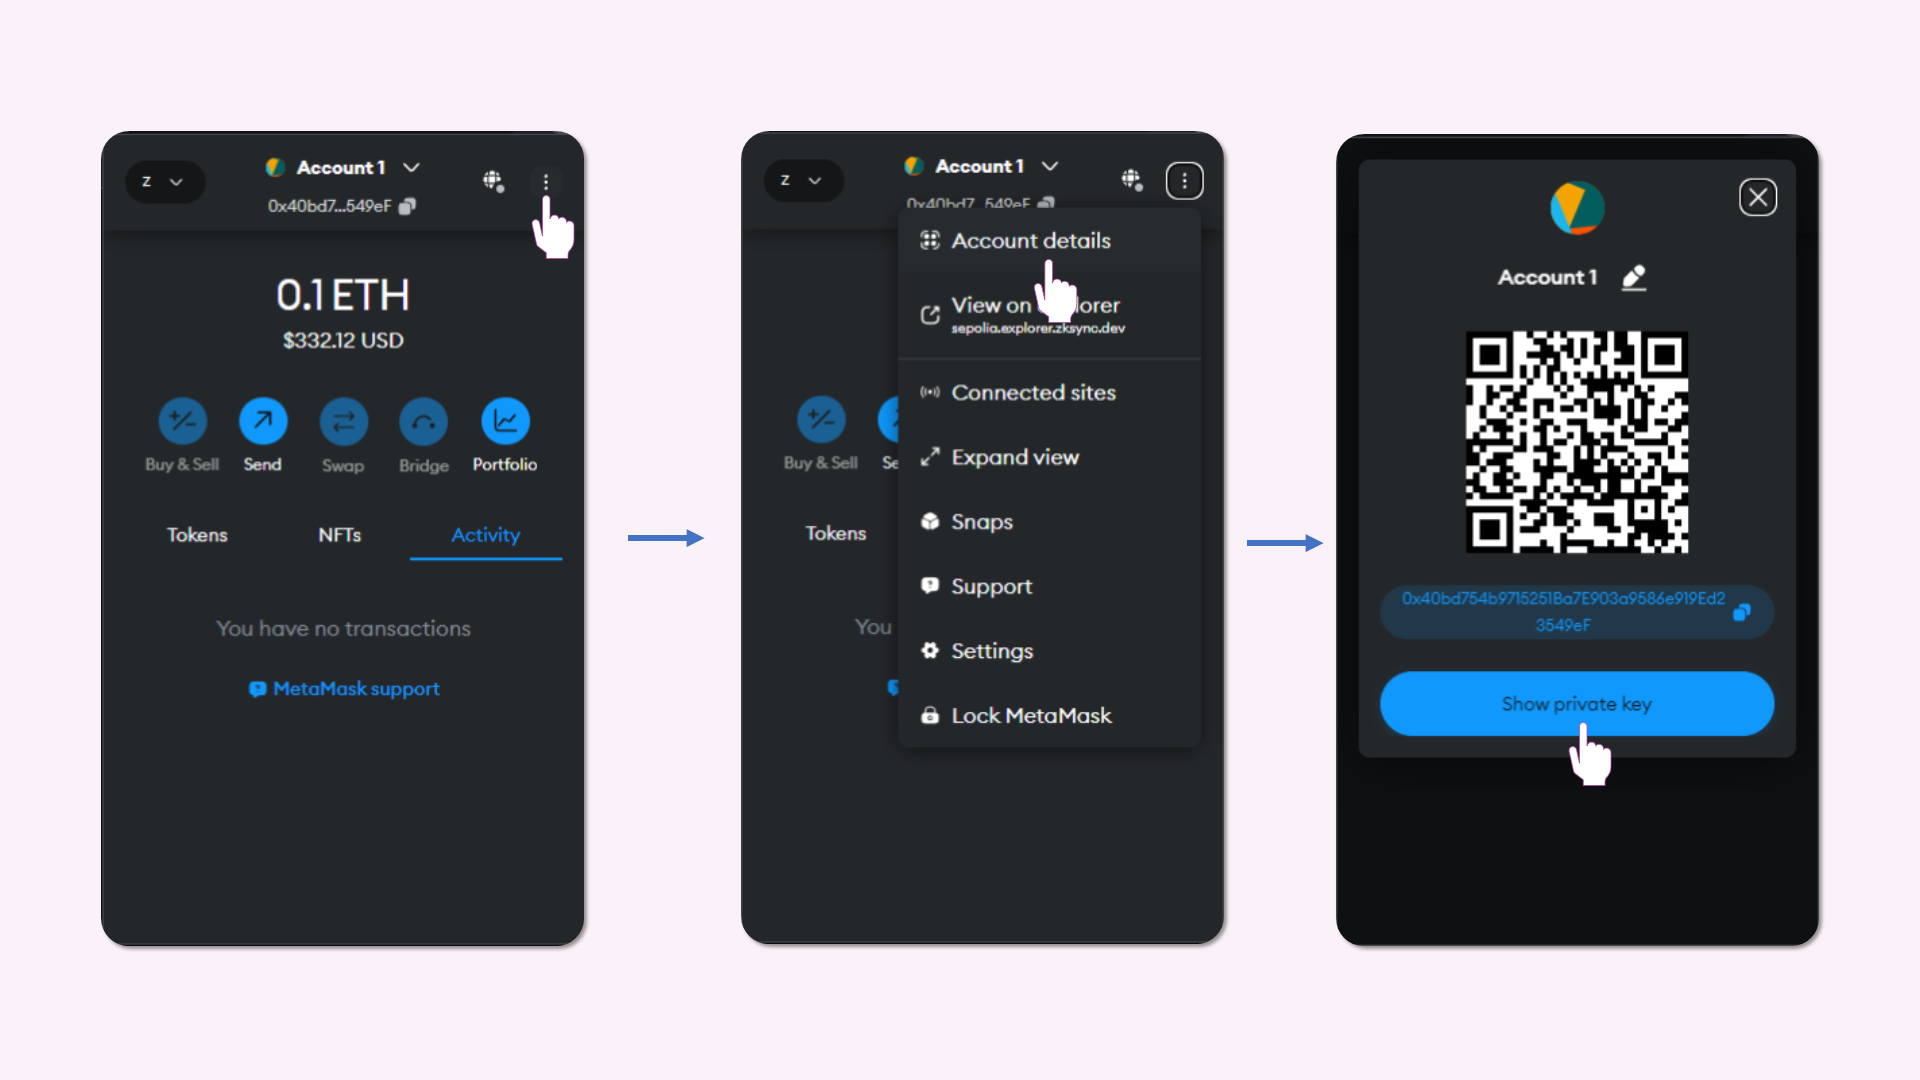 Z
Account 1
0x40bd7...549eF
0.1 ETH
$332.12 USD
Buy & Sell
Send
Swap
Bridge
Portfolio
Tokens
NFTs
Activity
You have no transactions
MetaMask support
Z
Account 1
0x40bd7...549eF
Account details
View on
lorer
sepolia.explorer.zksync.dev
Connected sites
Expand view
Snaps
Support
Settings
Lock MetaMask
Buy & Sell
Se
Tokens
You
Account 1
0x40bd754b9715251Ba7E903a9586e919Ed2
3549eF
Show private key